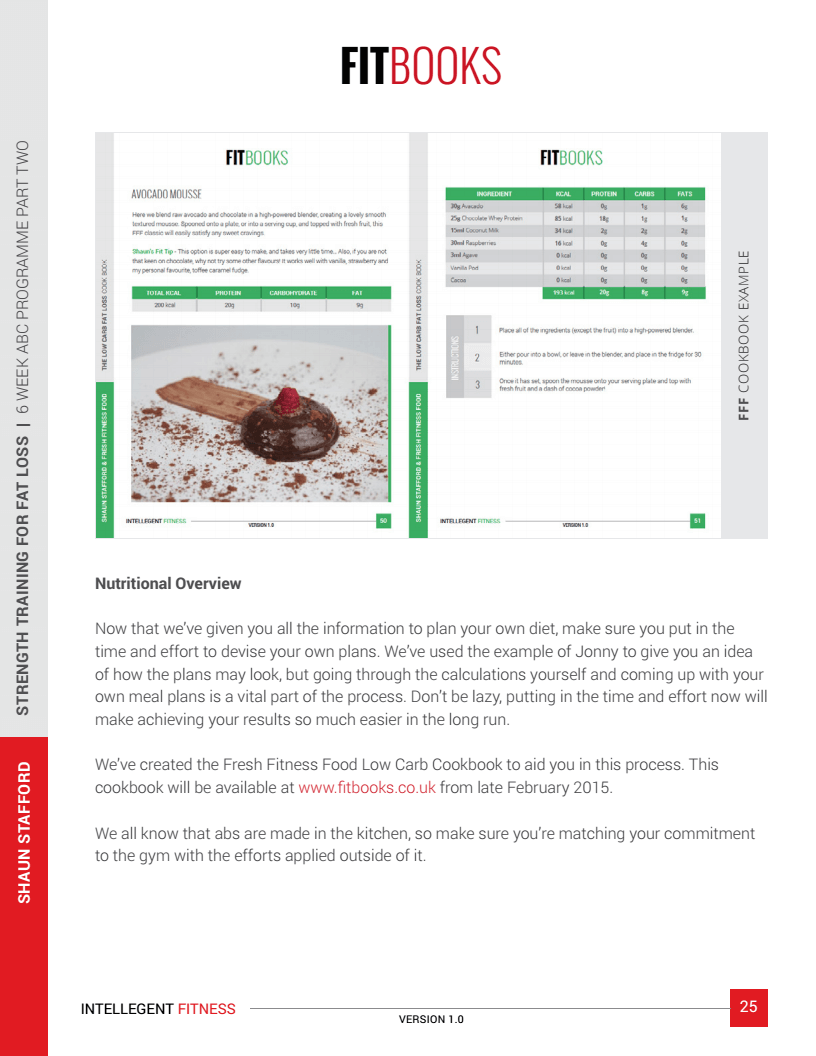 FITBOOKS
STRENGTH TRAINING FOR FAT LOSS | 6 WEEK ABC PROGRAMME PART TWO
SHAUN STAFFORD
THE LOW CARB FAT LOSS COOK BOOK
SHAUN STAFFORD & FRESH FITNESS FOOD
FITBOOKS
AVOCADO MOUSSE
Here we blend raw avocado and chocolate in a high-powered blender, creating a lovely smooth
textured mousse. Spooned onto a plate, or into a serving cup, and topped with fresh fruit, this
FFF classic will easily satisfy any sweet cravings
Shaun's Fit Tip - This option is super easy to make, and takes very little time.. Also, if you are not
that keen on chocolate, why not try some other flavours! It works well with vanilla, strawberry and
my personal favourite, toffee caramel fudge.
TOTAL KCAL PROTEIN CARBOHYDRATE FAT
200 kcal 20g 10g 9g
INTELLEGENT FITNESS
VERSION 1.0
50
THE LOW CARB FAT LOSS COOK BOOK
SHAUN STAFFORD & FRESH FITNESS FOOD
FITBOOKS
INGREDIENT KCAL PROTEIN CARBS FATS
30g Avacado 58 kcal 0g 1g 6g
25g Chocolate Whey Protein 85 kcal 18g 1g 1g
15ml Coconut Milk 34 kcal 2g 2g 2g
30ml Raspberries 16 kcal 0g 4g 0g
3ml Agave 0 kcal 0g 0g 0g
Vanilla Pod 0 kcal 0g 0g 0g
Cacoa 0 kcal 0g 0g 0g
993 kcal 20g 8g 9g
INSTRUCTIONS
1 Place all of the ingredients (except the fruit) into a high-powered blender.
2 Either pour into a bowl, or leave in the blender, and place in the fridge for 30
minutes.
3 Once it has set, spoon the mousse onto your serving plate and top with
fresh fruit and a dash of cocoa powder!
INTELLEGENT FITNESS
VERSION 1.0
51
FFF COOKBOOK EXAMPLE
Nutritional Overview
Now that we've given you all the information to plan your own diet, make sure you put in the
time and effort to devise your own plans. We've used the example of Jonny to give you an idea
of how the plans may look, but going through the calculations yourself and coming up with your
own meal plans is a vital part of the process. Don't be lazy, putting in the time and effort now will
make achieving your results so much easier in the long run.
We've created the Fresh Fitness Food Low Carb Cookbook to aid you in this process. This
cookbook will be available at www.fitbooks.co.uk from late February 2015.
We all know that abs are made in the kitchen, so make sure you're matching your commitment
to the gym with the efforts applied outside of it.
INTELLEGENT FITNESS
VERSION 1.0
25